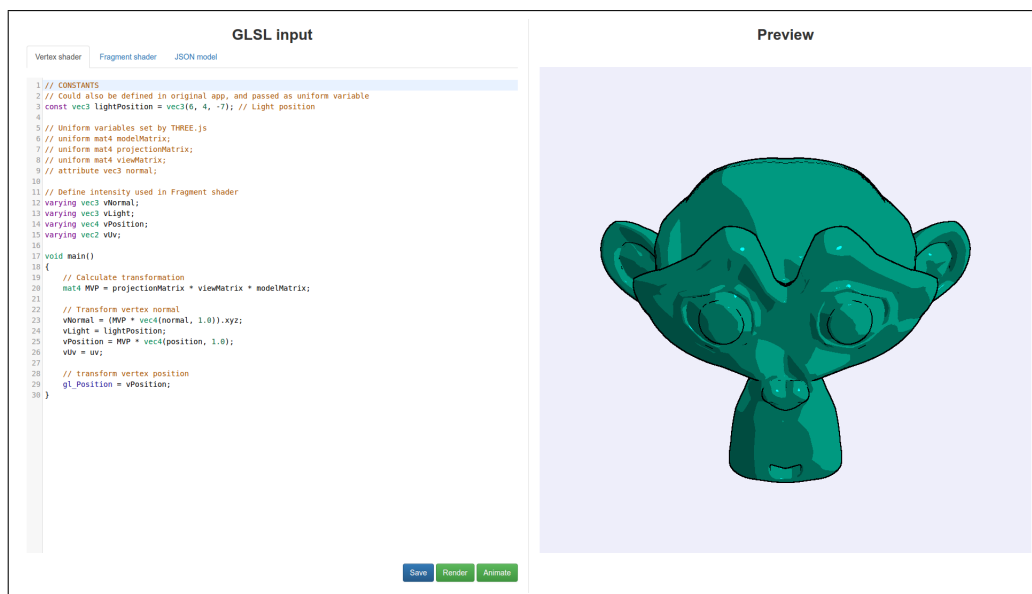 GLSL input
Vertex shader Fragment shader JSON model
1 // CONSTANTS
2 // Could also be defined in original app, and passed as uniform variable
3 const vec3 lightPosition = vec3(6, 4, -7); // Light position
4
5 // Uniform variables set by THREE.js
6 // uniform mat4 modelMatrix;
7 // uniform mat4 projectionMatrix;
8 // uniform mat4 viewMatrix;
9 // attribute vec3 normal;
10
11 // Define intensity used in Fragment shader
12 varying vec3 vNormal;
13 varying vec3 vLight;
14 varying vec4 vPosition;
15 varying vec2 vUv;
16
17 void main()
18 {
19     // Calculate transformation
20     mat4 MVP = projectionMatrix * viewMatrix * modelMatrix;
21
22     // Transform vertex normal
23     vNormal = (MVP * vec4(normal, 1.0)).xyz;
24     vLight = lightPosition;
25     vPosition = MVP * vec4(position, 1.0);
26     vUv = uv;
27
28     // transform vertex position
29     gl_Position = vPosition;
30 }
Save Render Animate
Preview